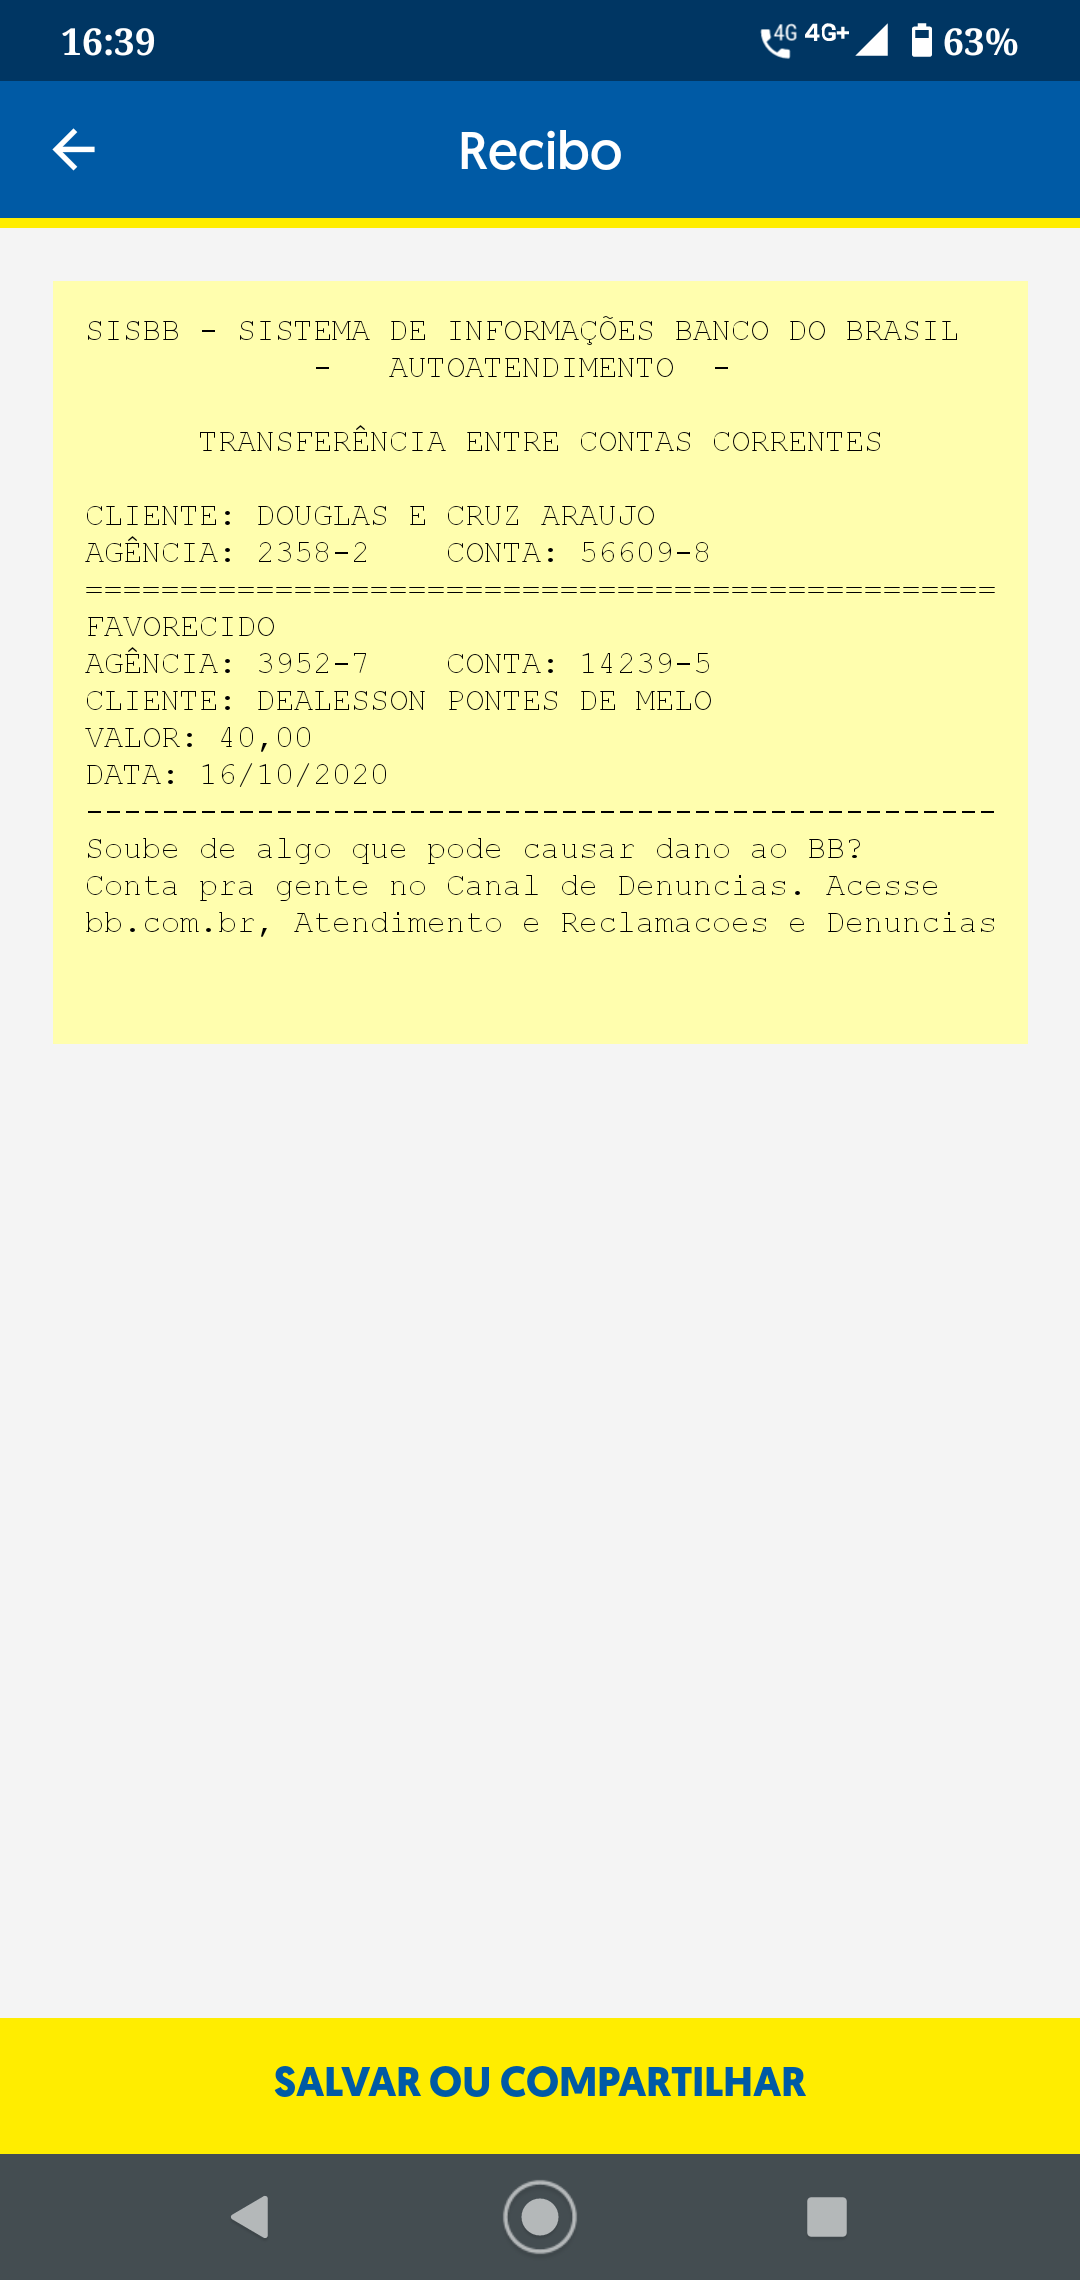 16:39 4G 4G+ 63%
Recibo
SISBB - SISTEMA DE INFORMAÇÕES BANCO DO BRASIL
- AUTOATENDIMENTO -
TRANSFERÊNCIA ENTRE CONTAS CORRENTES
CLIENTE: DOUGLAS E CRUZ ARAUJO
AGÊNCIA: 2358-2 CONTA: 56609-8
================================================
FAVORECIDO
AGÊNCIA: 3952-7 CONTA: 14239-5
CLIENTE: DEALESSON PONTES DE MELO
VALOR: 40,00
DATA: 16/10/2020
------------------------------------------------
Soube de algo que pode causar dano ao BB?
Conta pra gente no Canal de Denuncias. Acesse
bb.com.br, Atendimento e Reclamacoes e Denuncias
SALVAR OU COMPARTILHAR